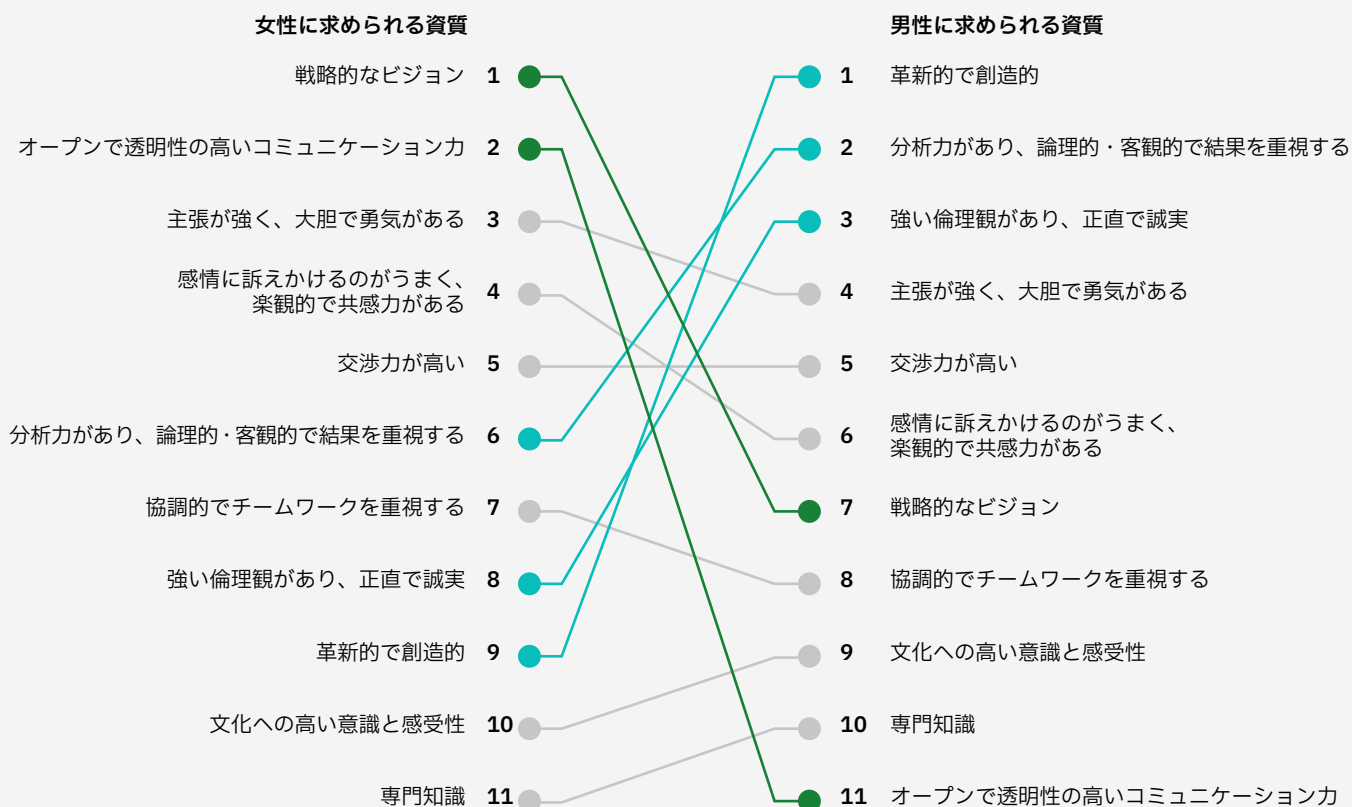 女性に求められる資質
男性に求められる資質
戦略的なビジョン 1
1 革新的で創造的
オープンで透明性の高いコミュニケーション力 2
2 分析力があり、論理的・客観的で結果を重視する
主張が強く、大胆で勇気がある 3
3 強い倫理観があり、正直で誠実
感情に訴えかけるのがうまく、
楽観的で共感力がある 4
4 主張が強く、大胆で勇気がある
交渉力が高い 5
5 交渉力が高い
分析力があり、論理的・客観的で結果を重視する 6
6 感情に訴えかけるのがうまく、
楽観的で共感力がある
協調的でチームワークを重視する 7
7 戦略的なビジョン
強い倫理観があり、正直で誠実 8
8 協調的でチームワークを重視する
革新的で創造的 9
9 文化への高い意識と感受性
文化への高い意識と感受性 10
10 専門知識
専門知識 11
11 オープンで透明性の高いコミュニケーション力